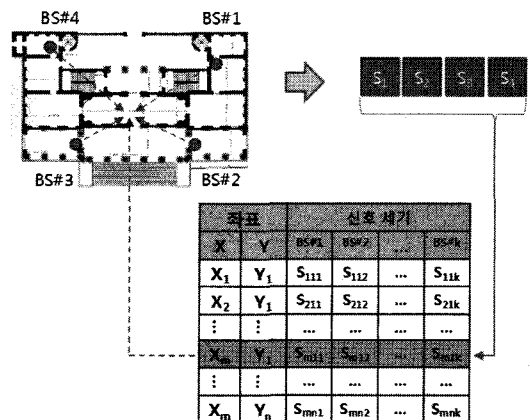 BS#4 BS#1
S₁ S₂ S₃ S₄
BS#3 BS#2
좌표 신호 세기
X Y BS#1 BS#2 ... BS#k
X₁ Y₁ S₁₁₁ S₁₁₂ ... S₁₁ₖ
X₂ Y₁ S₂₁₁ S₂₁₂ ... S₂₁ₖ
⋮ ⋮ ... ... ... ...
Xₘ Y₁ Sₘ₁₁ Sₘ₁₂ ... Sₘ₁ₖ
⋮ ⋮ ... ... ... ...
Xₘ Yₙ Sₘₙ₁ Sₘₙ₂ ... Sₘₙₖ